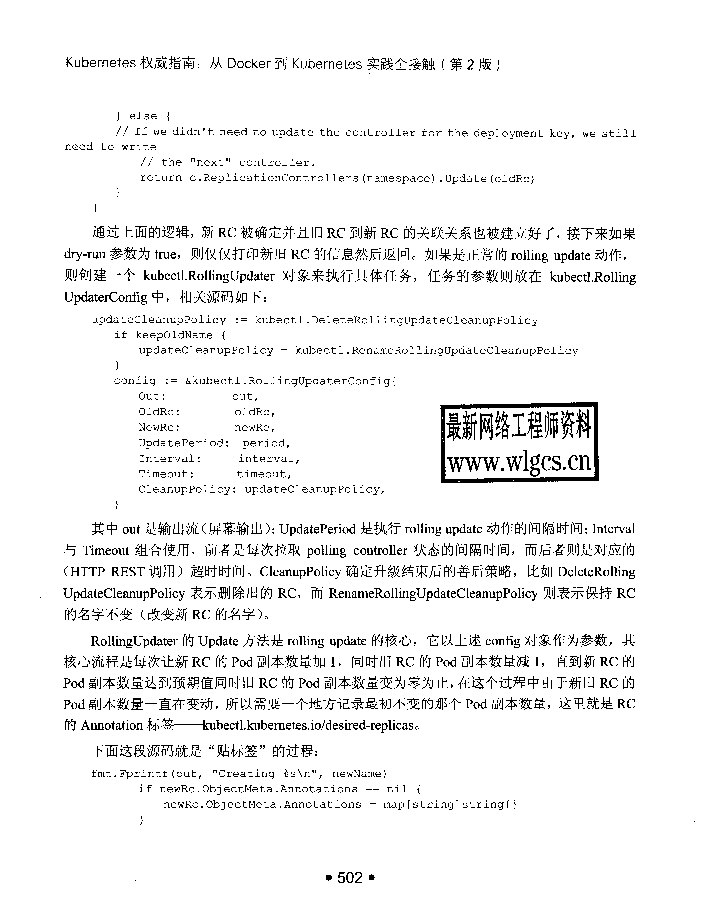 Kubernetes 权威指南：从 Docker 到 Kubernetes 实践全接触（第 2 版）
} else {
// If we didn't need to update the controller for the deployment key, we still
need to write
// the "next" controller.
return c.ReplicationControllers(namespace).Update(oldRc)
}
}
通过上面的逻辑，新 RC 被确定并且旧 RC 到新 RC 的关联关系也被建立好了，接下来如果
dry-run 参数为 true，则仅仅打印新旧 RC 的信息然后返回。如果是正常的 rolling update 动作，
则创建一个 kubectl.RollingUpdater 对象来执行具体任务，任务的参数则放在 kubectl.Rolling
UpdaterConfig 中，相关源码如下：
updateCleanupPolicy := kubectl.DeleteRollingUpdateCleanupPolicy
if keepOldName {
updateCleanupPolicy = kubectl.RenameRollingUpdateCleanupPolicy
}
config := &kubectl.RollingUpdaterConfig{
Out: out,
OldRc: oldRc,
NewRc: newRc,
UpdatePeriod: period,
Interval: interval,
Timeout: timeout,
CleanupPolicy: updateCleanupPolicy,
}
最新网络工程师资料
www.wlgcs.cn
其中 out 是输出流（屏幕输出）；UpdatePeriod 是执行 rolling update 动作的间隔时间；Interval
与 Timeout 组合使用，前者是每次拉取 polling controller 状态的间隔时间，而后者则是对应的
（HTTP REST 调用）超时时间。CleanupPolicy 确定升级结束后的善后策略，比如 DeleteRolling
UpdateCleanupPolicy 表示删除旧的 RC，而 RenameRollingUpdateCleanupPolicy 则表示保持 RC
的名字不变（改变新 RC 的名字）。
RollingUpdater 的 Update 方法是 rolling update 的核心，它以上述 config 对象作为参数，其
核心流程是每次让新 RC 的 Pod 副本数量加 1，同时旧 RC 的 Pod 副本数量减 1，直到新 RC 的
Pod 副本数量达到预期值同时旧 RC 的 Pod 副本数量变为零为止，在这个过程中由于新旧 RC 的
Pod 副本数量一直在变动，所以需要一个地方记录最初不变的那个 Pod 副本数量，这里就是 RC
的 Annotation 标签——kubectl.kubernetes.io/desired-replicas。
下面这段源码就是“贴标签”的过程：
fmt.Fprintf(out, "Creating %s\n", newName)
if newRc.ObjectMeta.Annotations == nil {
newRc.ObjectMeta.Annotations = map[string]string{}
}
• 502 •